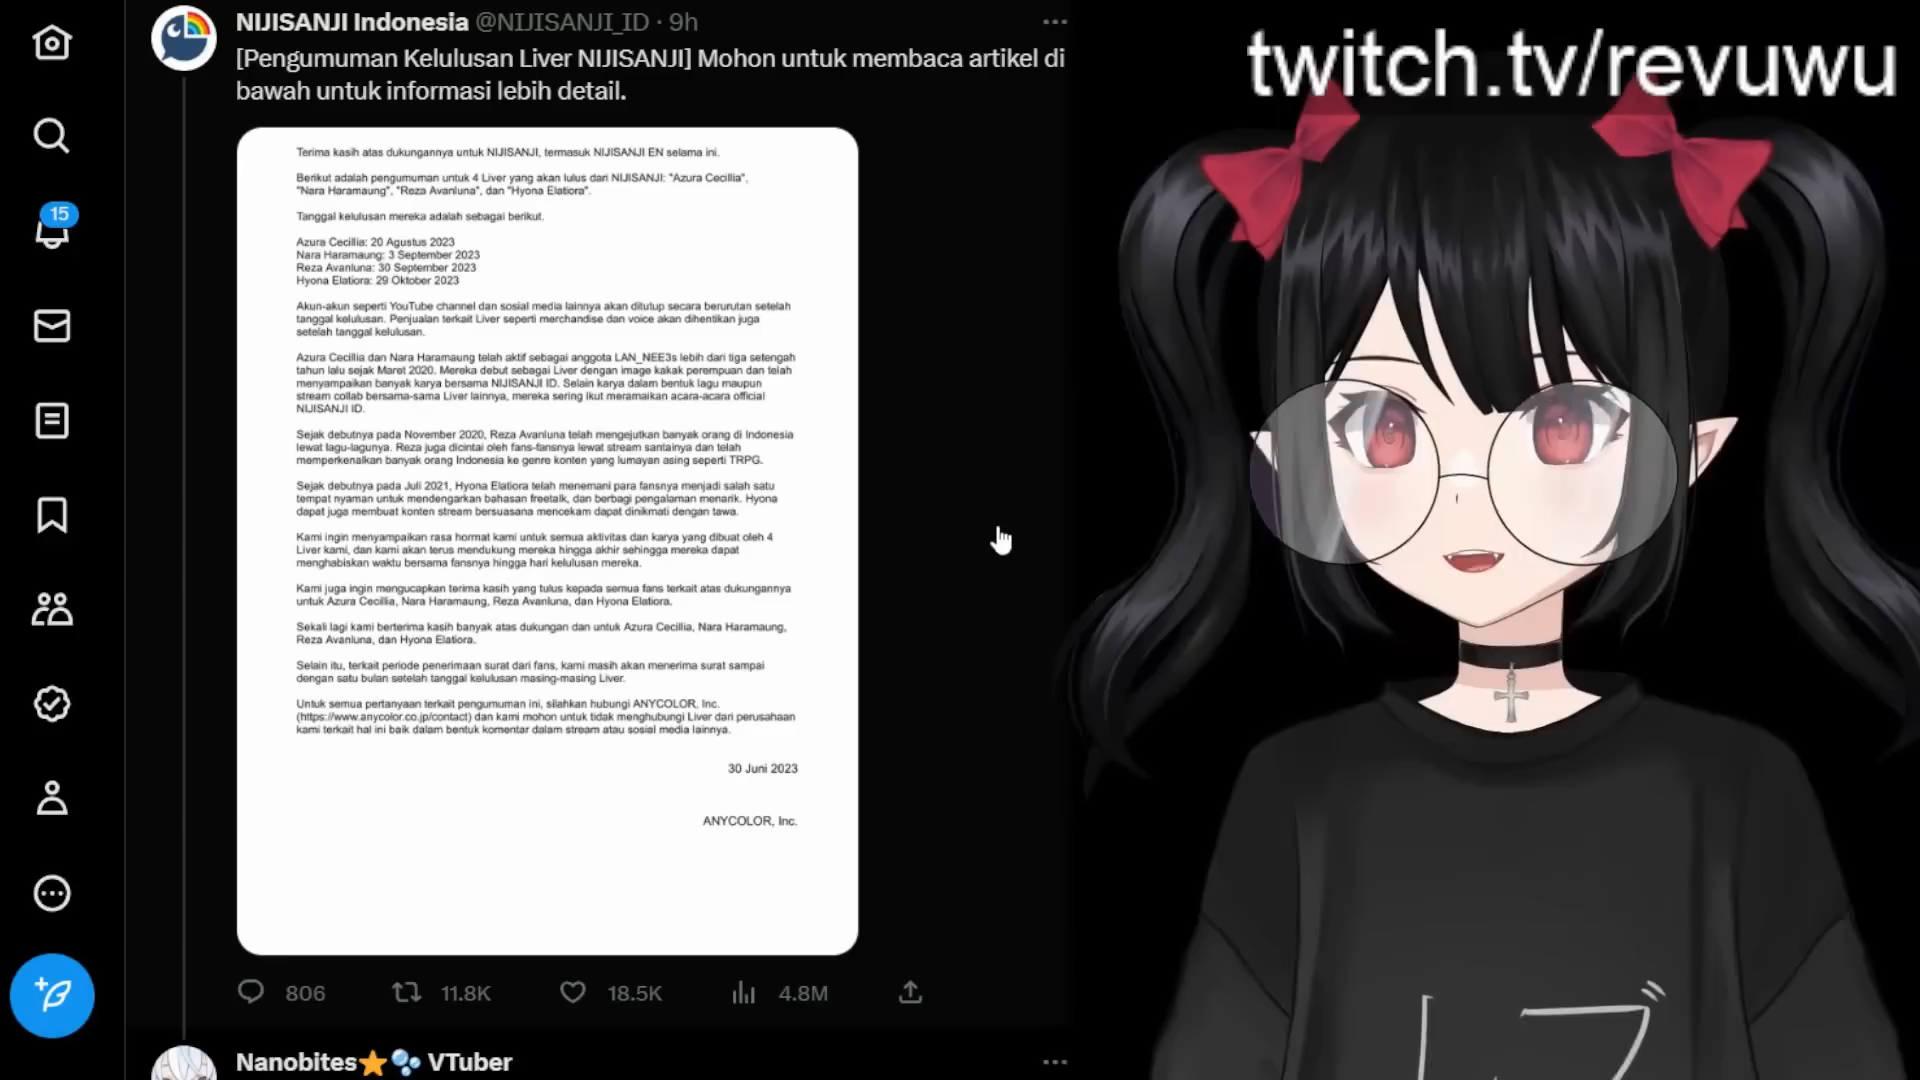 NIJISANJI Indonesia @NIJISANJI_ID · 9h
[Pengumuman Kelulusan Liver NIJISANJI] Mohon untuk membaca artikel di
bawah untuk informasi lebih detail.
twitch.tv/revuwu
15
Terima kasih atas dukungannya untuk NIJISANJI, termasuk NIJISANJI EN selama ini.
Berikut adalah pengumuman untuk 4 Liver yang akan lulus dari NIJISANJI: "Azura Cecillia",
"Nara Haramaung", "Reza Avanluna", dan "Hyona Elatiora".
Tanggal kelulusan mereka adalah sebagai berikut.
Azura Cecillia: 20 Agustus 2023
Nara Haramaung: 3 September 2023
Reza Avanluna: 30 September 2023
Hyona Elatiora: 29 Oktober 2023
Akun-akun seperti YouTube channel dan sosial media lainnya akan ditutup secara berurutan setelah
tanggal kelulusan. Penjualan terkait Liver seperti merchandise dan voice akan dihentikan juga
setelah tanggal kelulusan.
Azura Cecillia dan Nara Haramaung telah aktif sebagai anggota LAN_NEE3s lebih dari tiga setengah
tahun lalu sejak Maret 2020. Mereka debut sebagai Liver dengan image kakak perempuan dan telah
menyampaikan banyak karya bersama NIJISANJI ID. Selain karya dalam bentuk lagu maupun
stream collab bersama-sama Liver lainnya, mereka sering ikut meramaikan acara-acara official
NIJISANJI ID.
Sejak debutnya pada November 2020, Reza Avanluna telah mengejutkan banyak orang di Indonesia
lewat lagu-lagunya. Reza juga dicintai oleh fans-fansnya lewat stream santainya dan telah
memperkenalkan banyak orang Indonesia ke genre konten yang lumayan asing seperti TRPG.
Sejak debutnya pada Juli 2021, Hyona Elatiora telah menemani para fansnya menjadi salah satu
tempat nyaman untuk mendengarkan bahasan freetalk, dan berbagi pengalaman menarik. Hyona
dapat juga membuat konten stream bersuasana mencekam dapat dinikmati dengan tawa.
Kami ingin menyampaikan rasa hormat kami untuk semua aktivitas dan karya yang dibuat oleh 4
Liver kami, dan kami akan terus mendukung mereka hingga akhir sehingga mereka dapat
menghabiskan waktu bersama fansnya hingga hari kelulusan mereka.
Kami juga ingin mengucapkan terima kasih yang tulus kepada semua fans terkait atas dukungannya
untuk Azura Cecillia, Nara Haramaung, Reza Avanluna, dan Hyona Elatiora.
Sekali lagi kami berterima kasih banyak atas dukungan dan untuk Azura Cecillia, Nara Haramaung,
Reza Avanluna, dan Hyona Elatiora.
Selain itu, terkait periode penerimaan surat dari fans, kami masih akan menerima surat sampai
dengan satu bulan setelah tanggal kelulusan masing-masing Liver.
Untuk semua pertanyaan terkait pengumuman ini, silahkan hubungi ANYCOLOR, Inc.
(https://www.anycolor.co.jp/contact) dan kami mohon untuk tidak menghubungi Liver dari perusahaan
kami terkait hal ini baik dalam bentuk komentar dalam stream atau sosial media lainnya.
30 Juni 2023
ANYCOLOR, Inc.
806 11.8K 18.5K 4.8M
Nanobites⭐🫧 VTuber